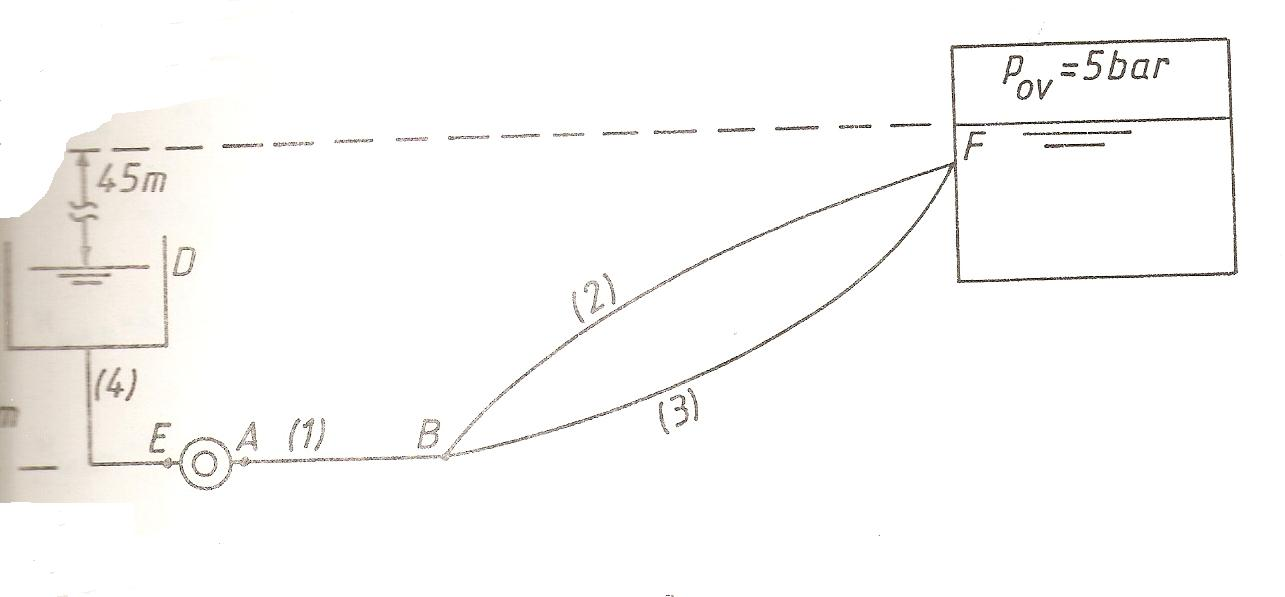 P_ov = 5bar
F
45m
D
(2)
(4)
(3)
m
E
A
(1)
B